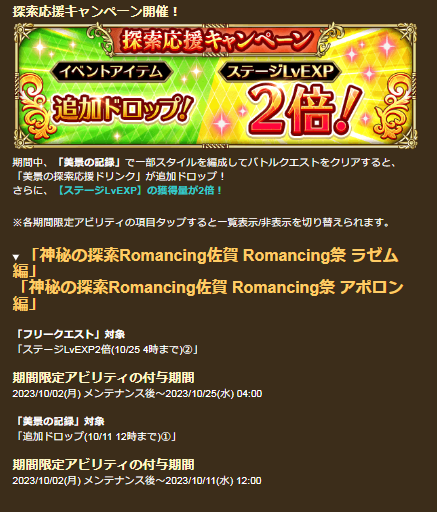 探索応援キャンペーン開催！
探索応援キャンペーン
イベントアイテム
追加ドロップ!
ステージLvEXP
2倍!
期間中、「美景の記録」で一部スタイルを編成してバトルクエストをクリアすると、
「美景の探索応援ドリンク」が追加ドロップ！
さらに、【ステージLvEXP】の獲得量が2倍！
※各期間限定アビリティの項目タップすると一覧表示/非表示を切り替えられます。
▼「神秘の探索Romancing佐賀 Romancing祭 ラゼム
編」
「神秘の探索Romancing佐賀 Romancing祭 アポロン
編」
「フリークエスト」対象
「ステージLvEXP2倍(10/25 4時まで)②」
期間限定アビリティの付与期間
2023/10/02(月) メンテナンス後～2023/10/25(水) 04:00
「美景の記録」対象
「追加ドロップ(10/11 12時まで)①」
期間限定アビリティの付与期間
2023/10/02(月) メンテナンス後～2023/10/11(水) 12:00